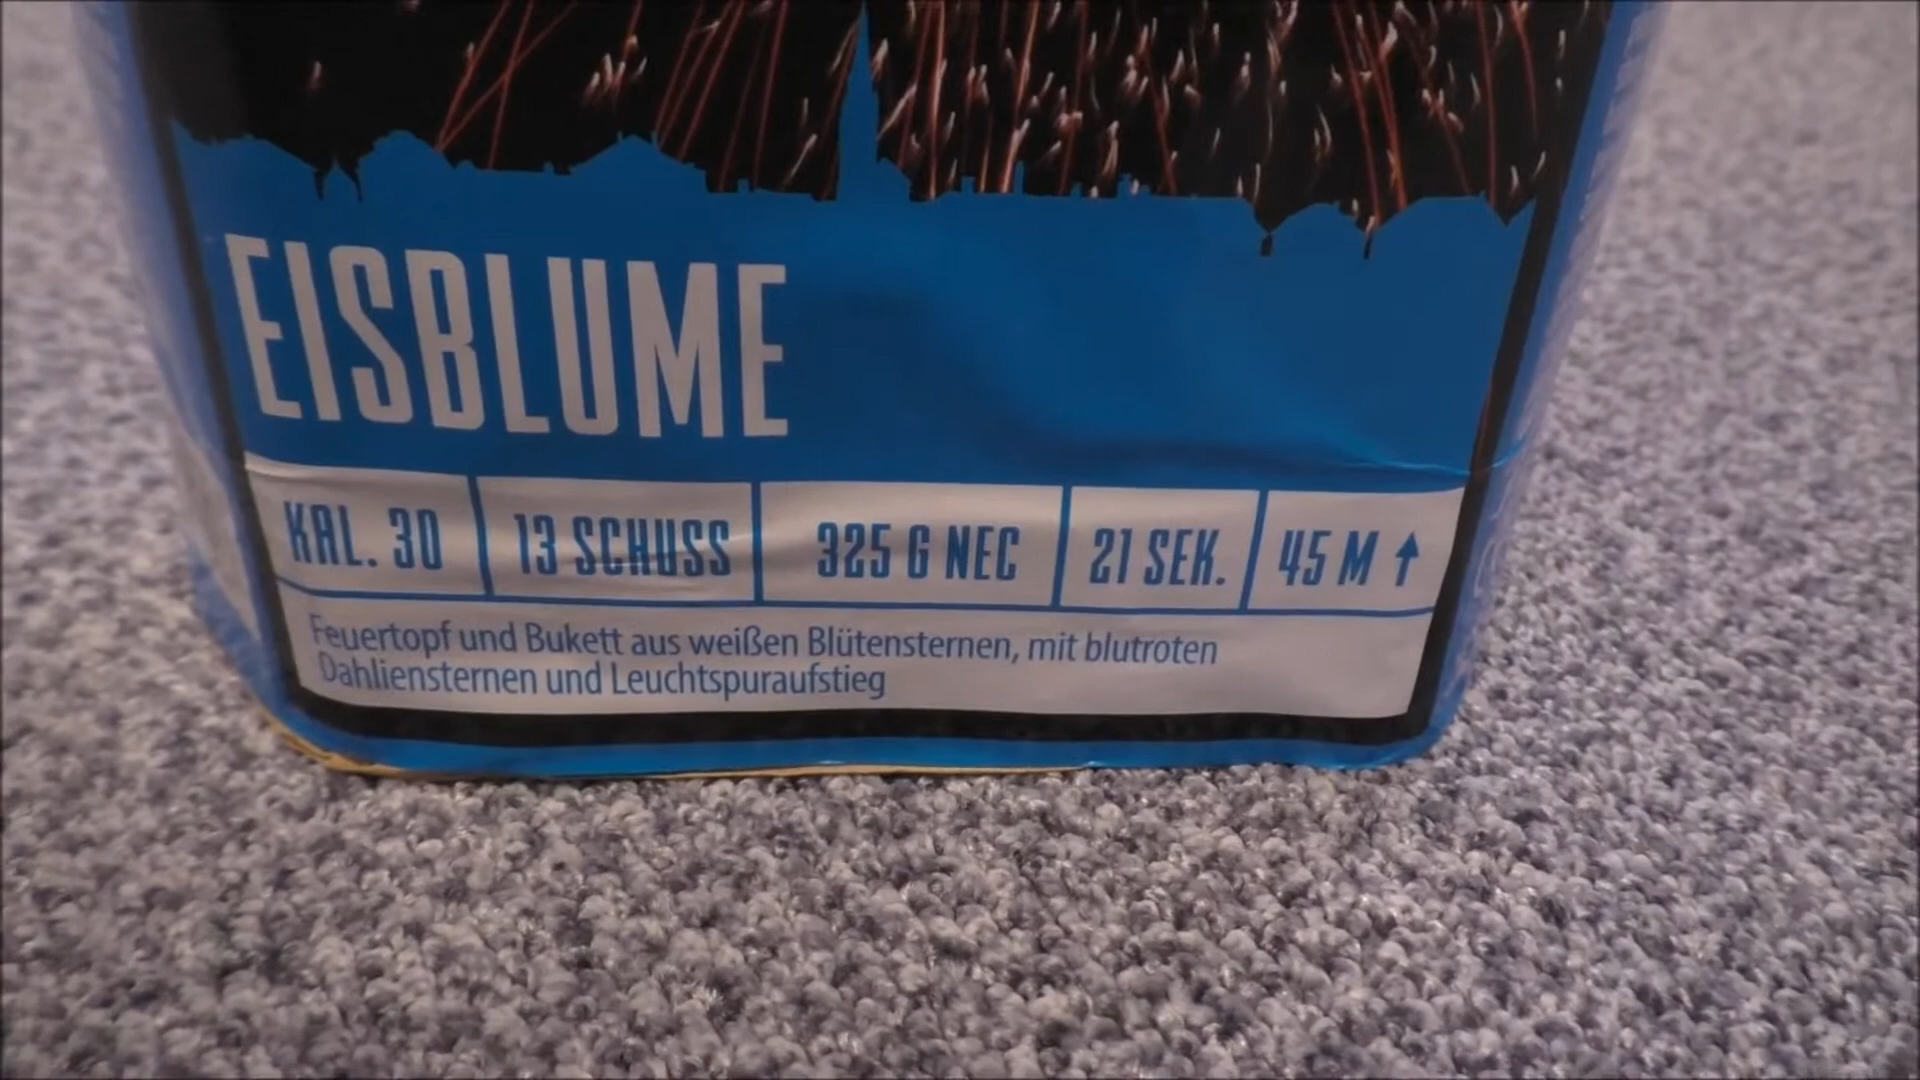 EISBLUME
KAL. 30 13 SCHUSS 325 G NEC 21 SEK. 45 M ↑
Feuertopf und Bukett aus weißen Blütensternen, mit blutroten
Dahliensternen und Leuchtspuraufstieg